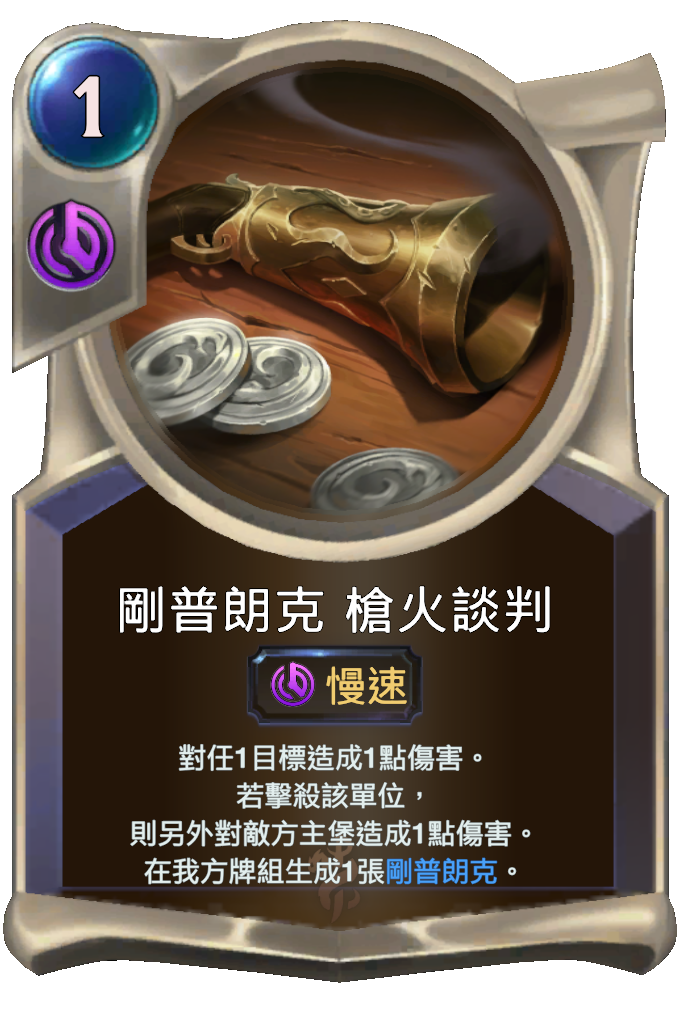 1
剛普朗克 槍火談判
慢速
對任1目標造成1點傷害。
若擊殺該單位，
則另外對敵方主堡造成1點傷害。
在我方牌組生成1張剛普朗克。